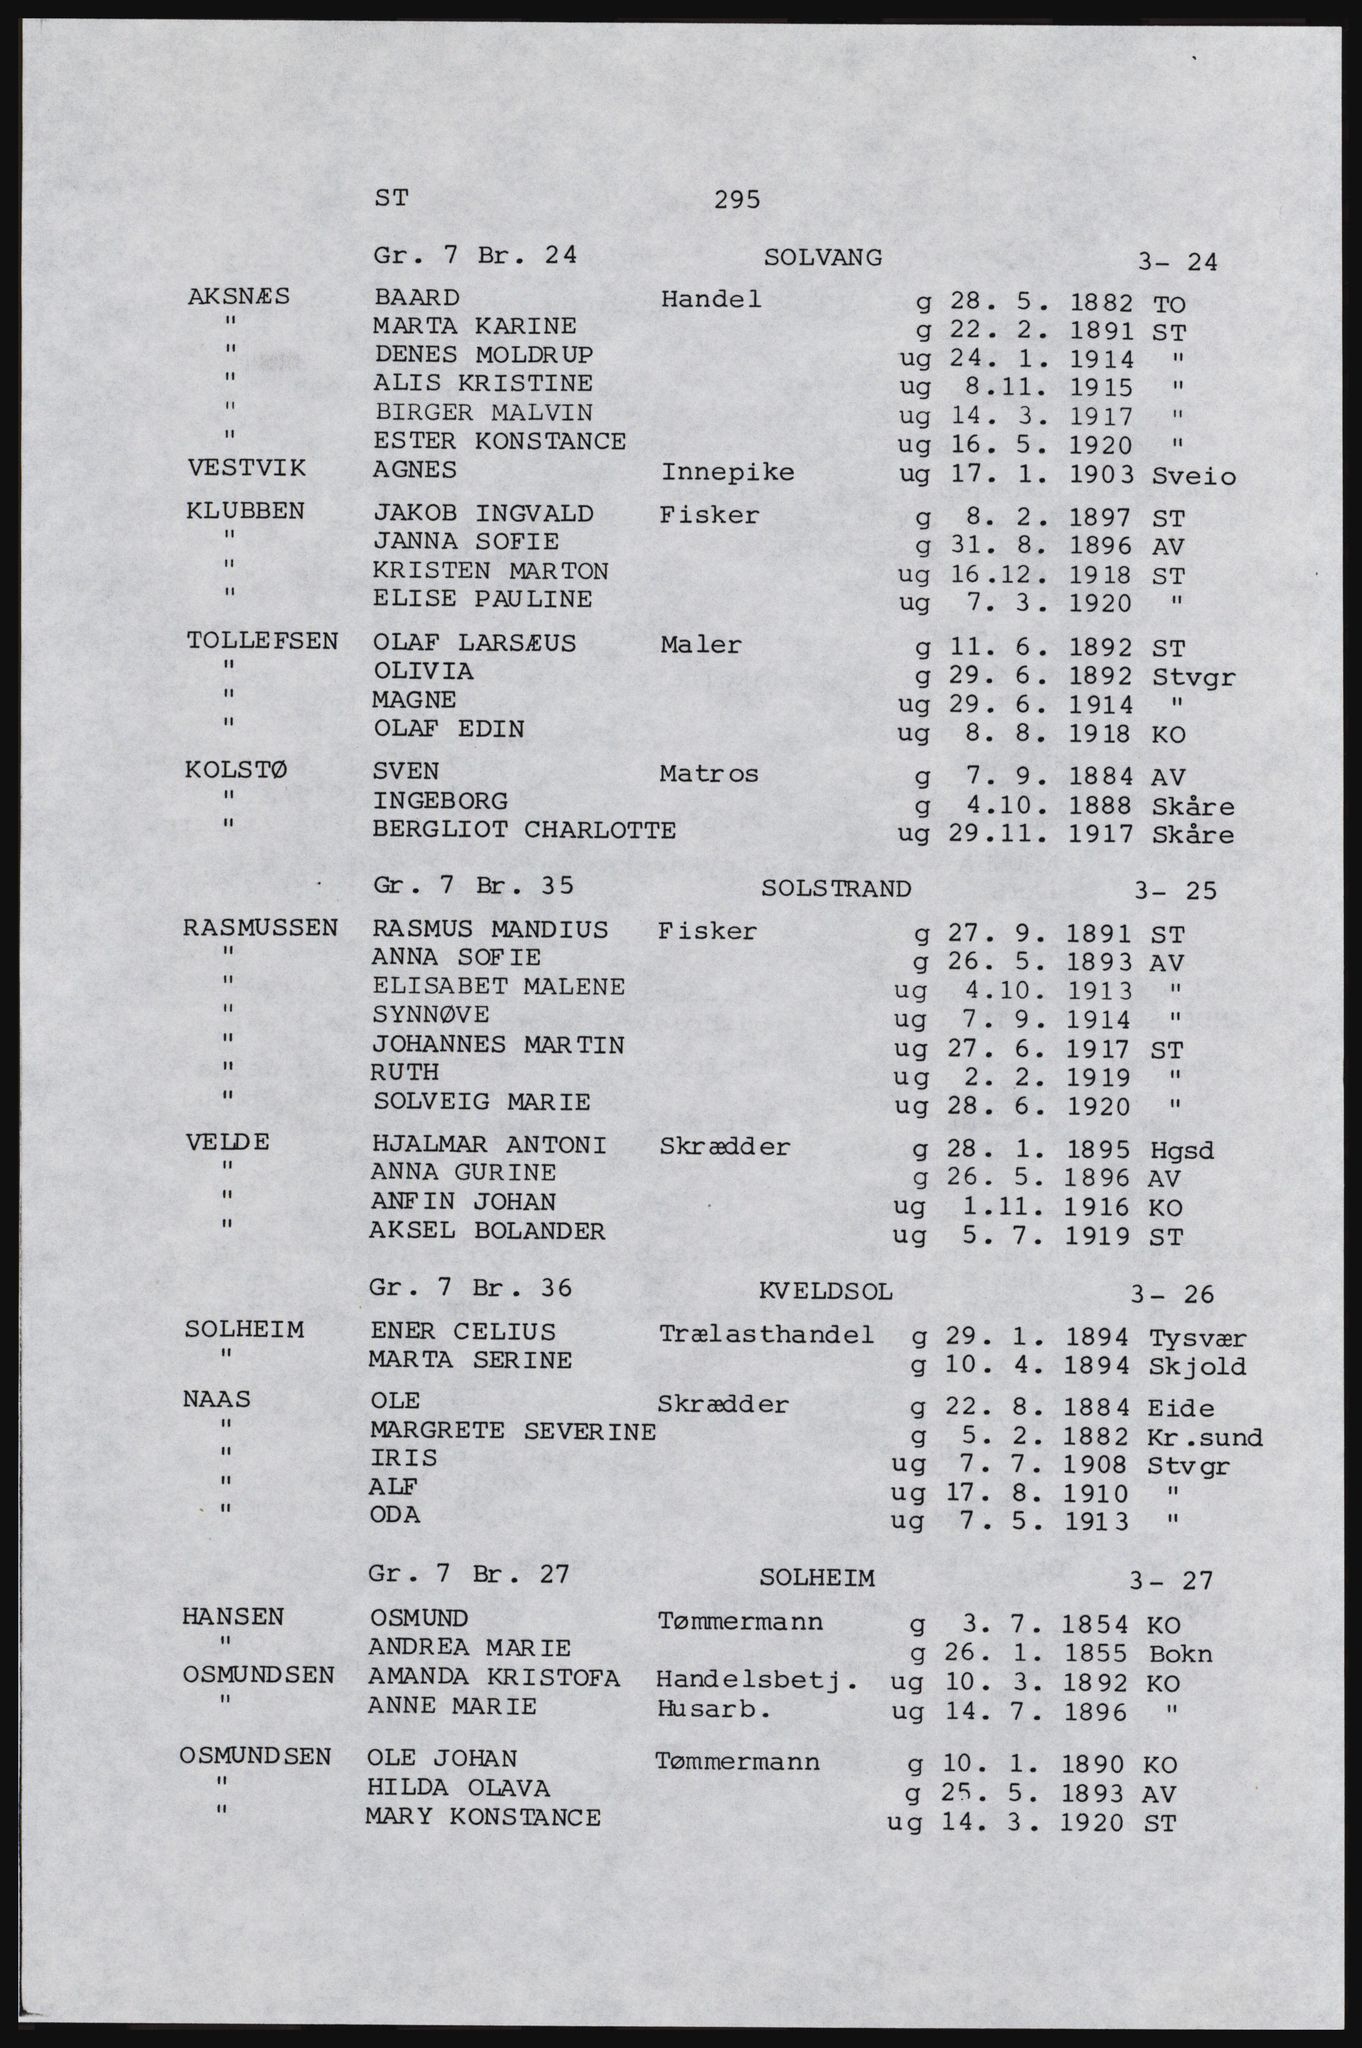 ST 295
Gr. 7 Br. 24 SOLVANG 3- 24
AKSNÆS BAARD Handel g 28. 5. 1882 TO
" MARTA KARINE g 22. 2. 1891 ST
" DENES MOLDRUP ug 24. 1. 1914 "
" ALIS KRISTINE ug 8.11. 1915 "
" BIRGER MALVIN ug 14. 3. 1917 "
" ESTER KONSTANCE ug 16. 5. 1920 "
VESTVIK AGNES Innepike ug 17. 1. 1903 Sveio
KLUBBEN JAKOB INGVALD Fisker g 8. 2. 1897 ST
" JANNA SOFIE g 31. 8. 1896 AV
" KRISTEN MARTON ug 16.12. 1918 ST
" ELISE PAULINE ug 7. 3. 1920 "
TOLLEFSEN OLAF LARSÆUS Maler g 11. 6. 1892 ST
" OLIVIA g 29. 6. 1892 Stvgr
" MAGNE ug 29. 6. 1914 "
" OLAF EDIN ug 8. 8. 1918 KO
KOLSTØ SVEN Matros g 7. 9. 1884 AV
" INGEBORG g 4.10. 1888 Skåre
" BERGLIOT CHARLOTTE ug 29.11. 1917 Skåre
Gr. 7 Br. 35 SOLSTRAND 3- 25
RASMUSSEN RASMUS MANDIUS Fisker g 27. 9. 1891 ST
" ANNA SOFIE g 26. 5. 1893 AV
" ELISABET MALENE ug 4.10. 1913 "
" SYNNØVE ug 7. 9. 1914 "
" JOHANNES MARTIN ug 27. 6. 1917 ST
" RUTH ug 2. 2. 1919 "
" SOLVEIG MARIE ug 28. 6. 1920 "
VELDE HJALMAR ANTONI Skrædder g 28. 1. 1895 Hgsd
" ANNA GURINE g 26. 5. 1896 AV
" ANFIN JOHAN ug 1.11. 1916 KO
" AKSEL BOLANDER ug 5. 7. 1919 ST
Gr. 7 Br. 36 KVELDSOL 3- 26
SOLHEIM ENER CELIUS Trælasthandel g 29. 1. 1894 Tysvær
" MARTA SERINE g 10. 4. 1894 Skjold
NAAS OLE Skrædder g 22. 8. 1884 Eide
" MARGRETE SEVERINE g 5. 2. 1882 Kr.sund
" IRIS ug 7. 7. 1908 Stvgr
" ALF ug 17. 8. 1910 "
" ODA ug 7. 5. 1913 "
Gr. 7 Br. 27 SOLHEIM 3- 27
HANSEN OSMUND Tømmermann g 3. 7. 1854 KO
" ANDREA MARIE g 26. 1. 1855 Bokn
OSMUNDSEN AMANDA KRISTOFA Handelsbetj. ug 10. 3. 1892 KO
" ANNE MARIE Husarb. ug 14. 7. 1896 "
OSMUNDSEN OLE JOHAN Tømmermann g 10. 1. 1890 KO
" HILDA OLAVA g 25. 5. 1893 AV
" MARY KONSTANCE ug 14. 3. 1920 ST